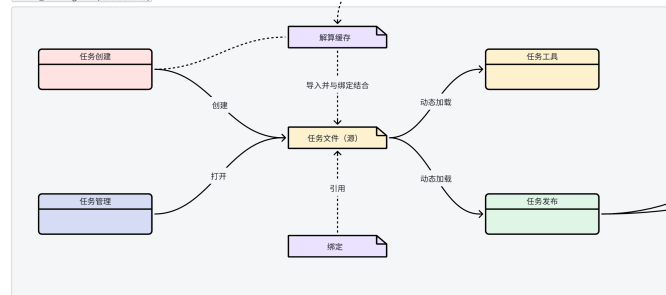 解算缓存
任务创建
任务工具
导入并与绑定结合
创建
动态加载
任务文件（源）
打开
动态加载
引用
任务管理
任务发布
绑定